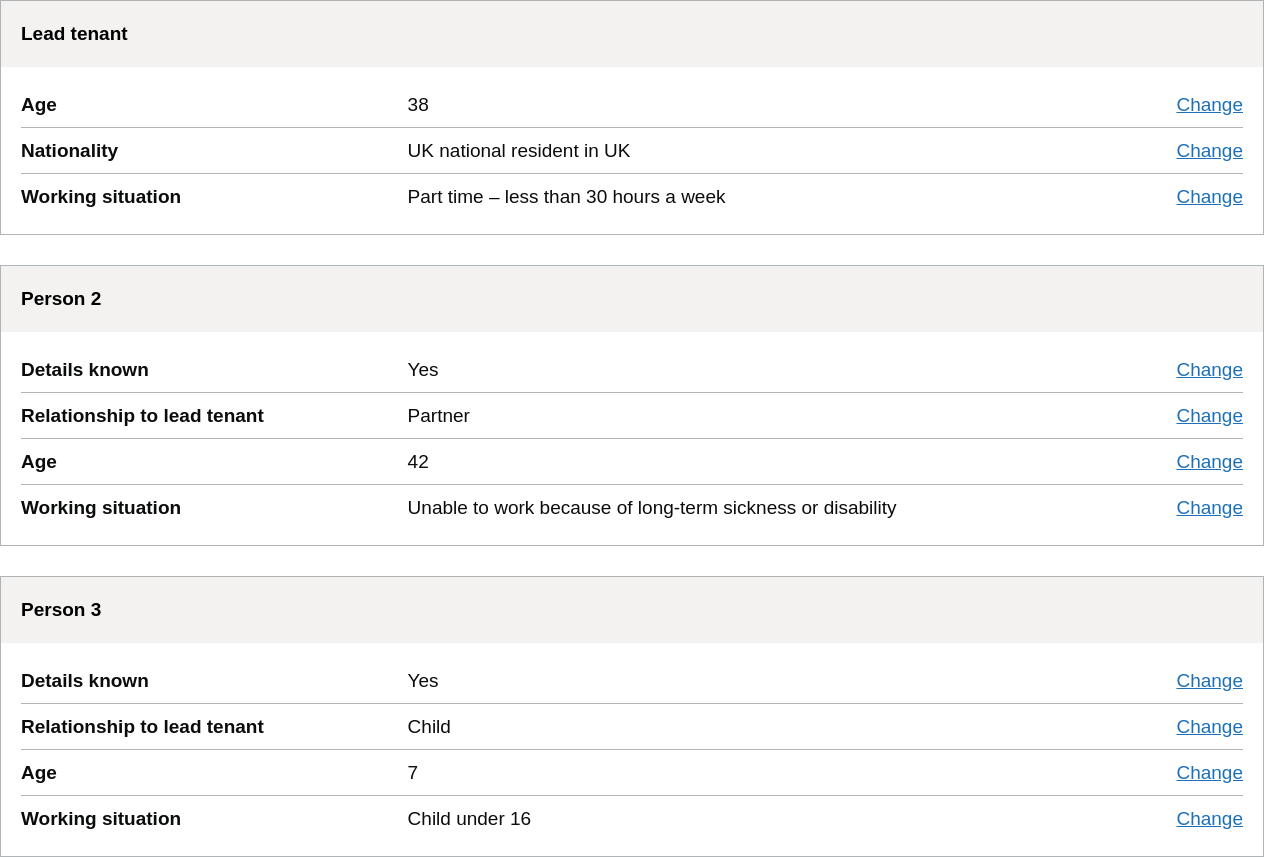 Lead tenant
Age 38 Change
Nationality UK national resident in UK Change
Working situation Part time – less than 30 hours a week Change
Person 2
Details known Yes Change
Relationship to lead tenant Partner Change
Age 42 Change
Working situation Unable to work because of long-term sickness or disability Change
Person 3
Details known Yes Change
Relationship to lead tenant Child Change
Age 7 Change
Working situation Child under 16 Change